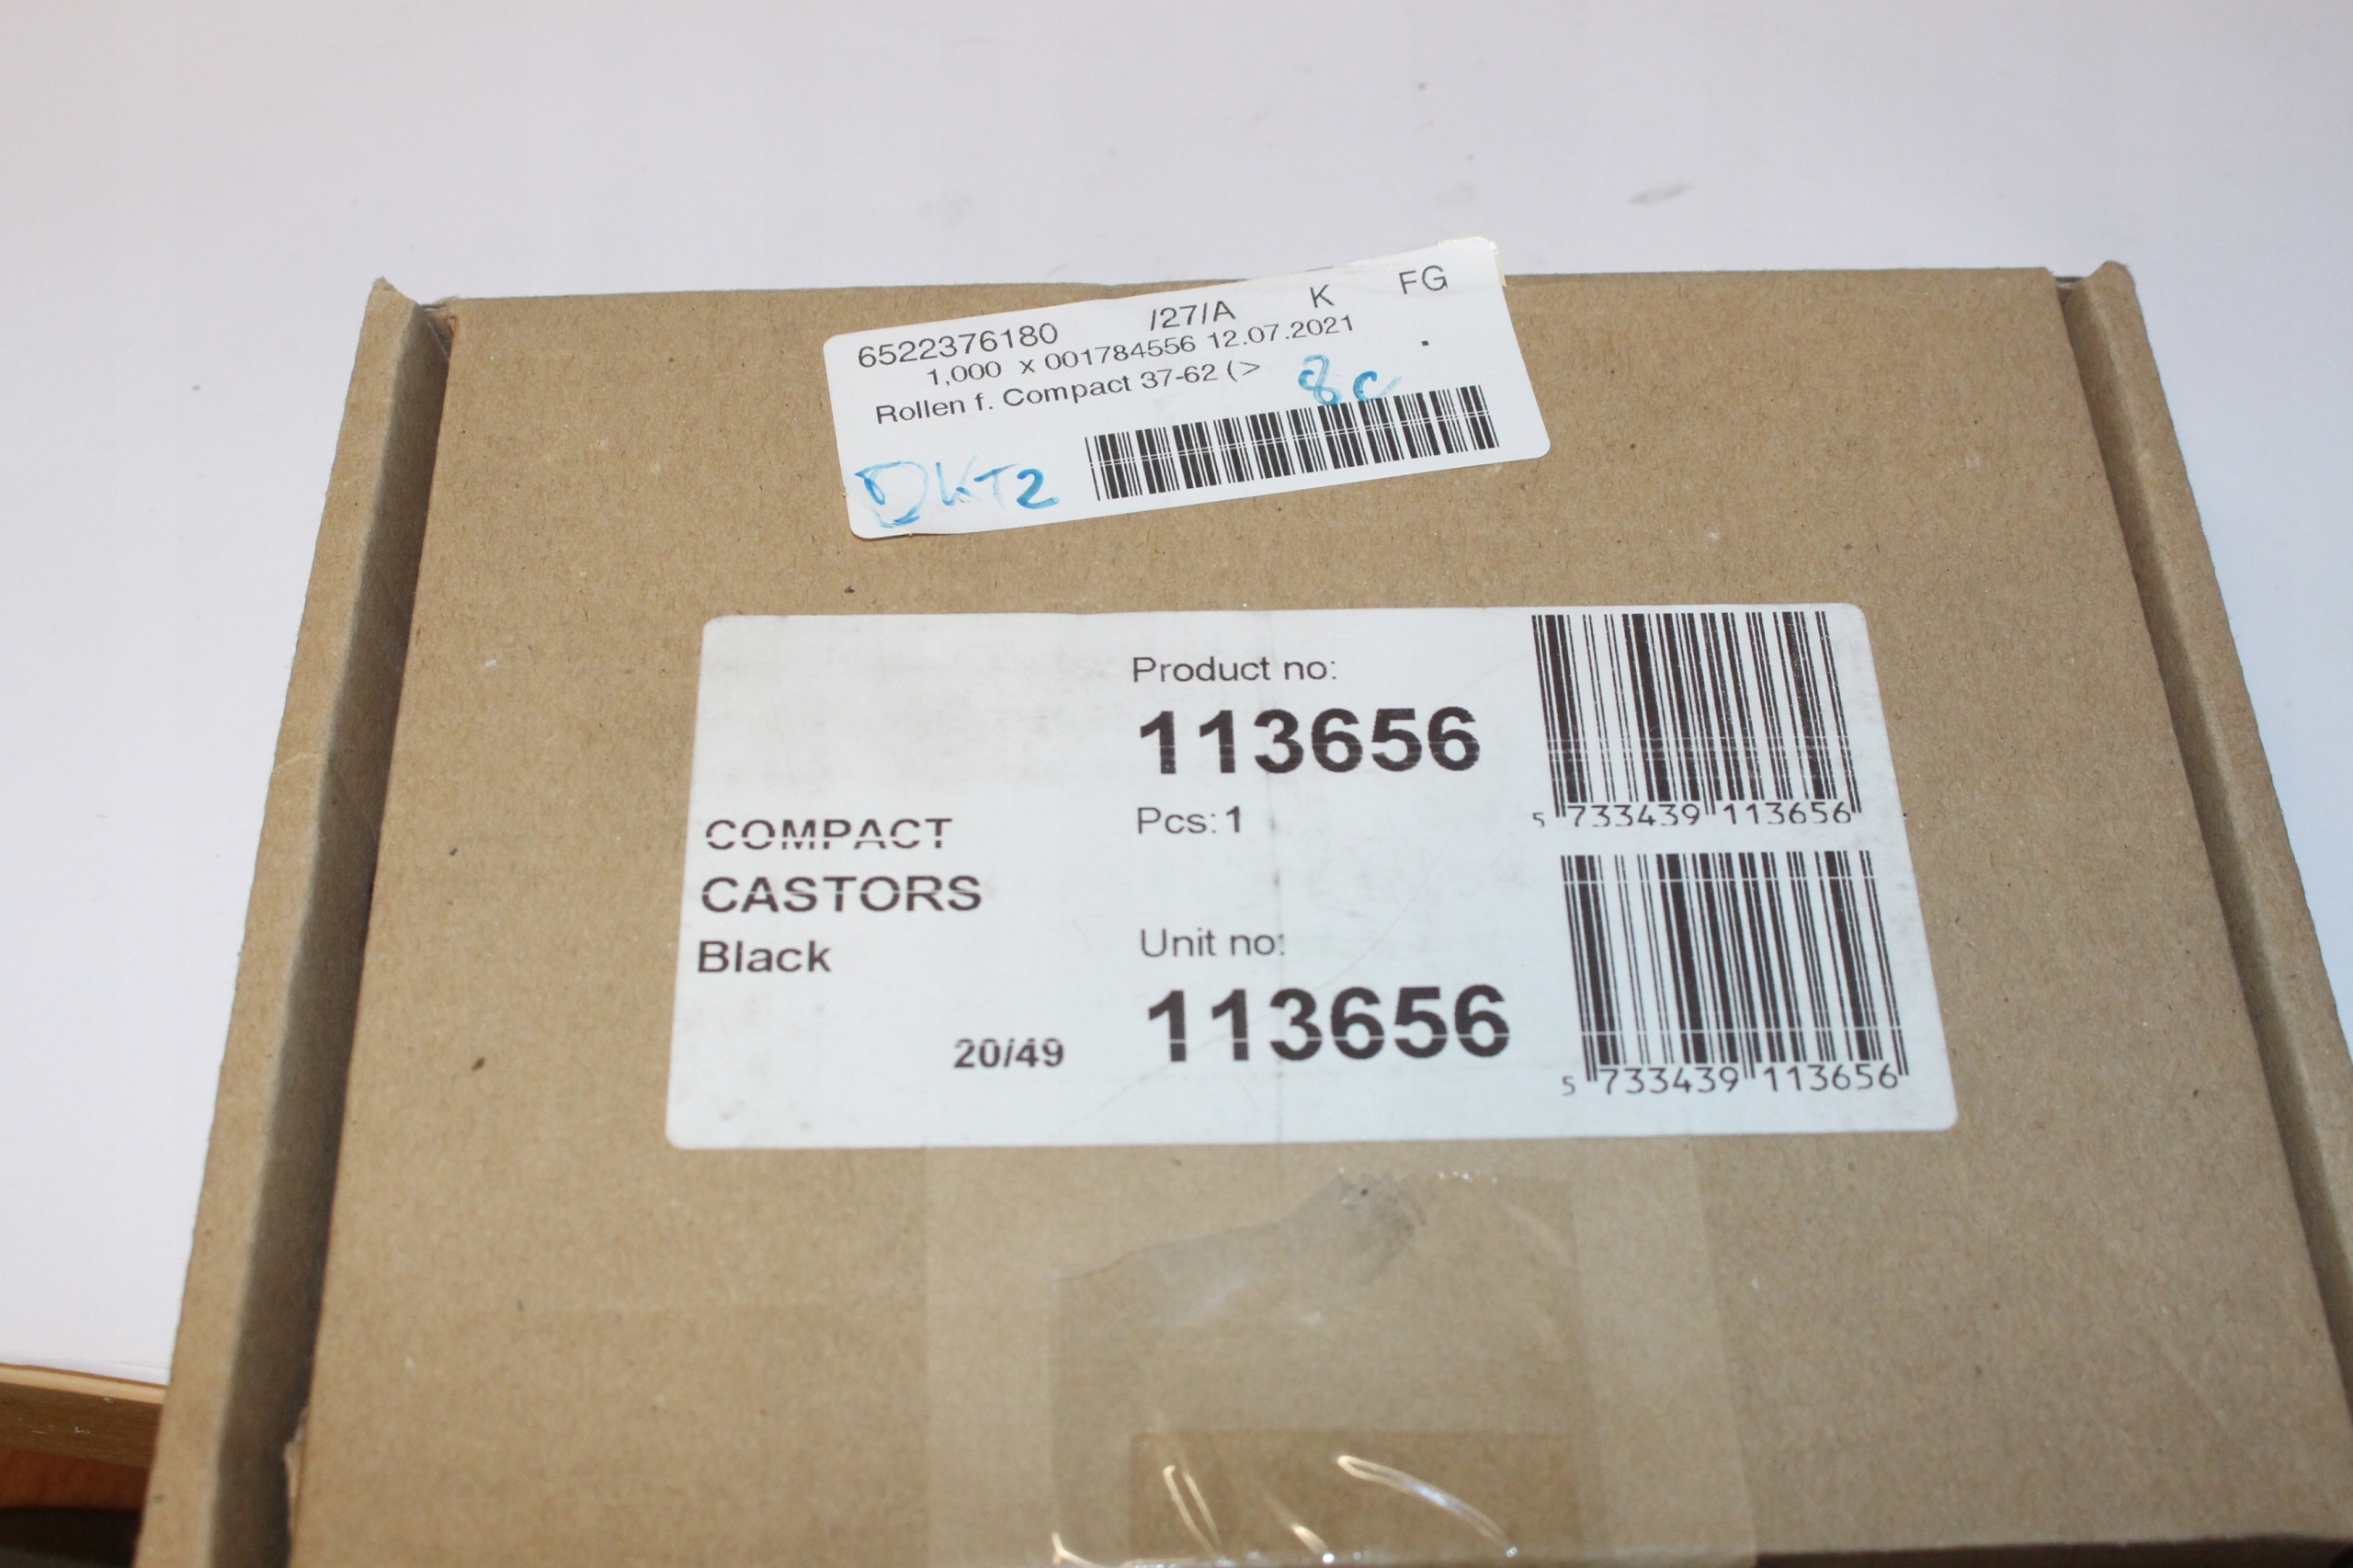 6522376180 /27/A K FG
1,000 x 001784556 12.07.2021
Rollen f. Compact 37-62 (> .
8c
DKT2
Product no:
113656
Pcs: 1
5 733439 113656
COMPACT
CASTORS
Black
Unit no:
20/49
113656
5 733439 113656